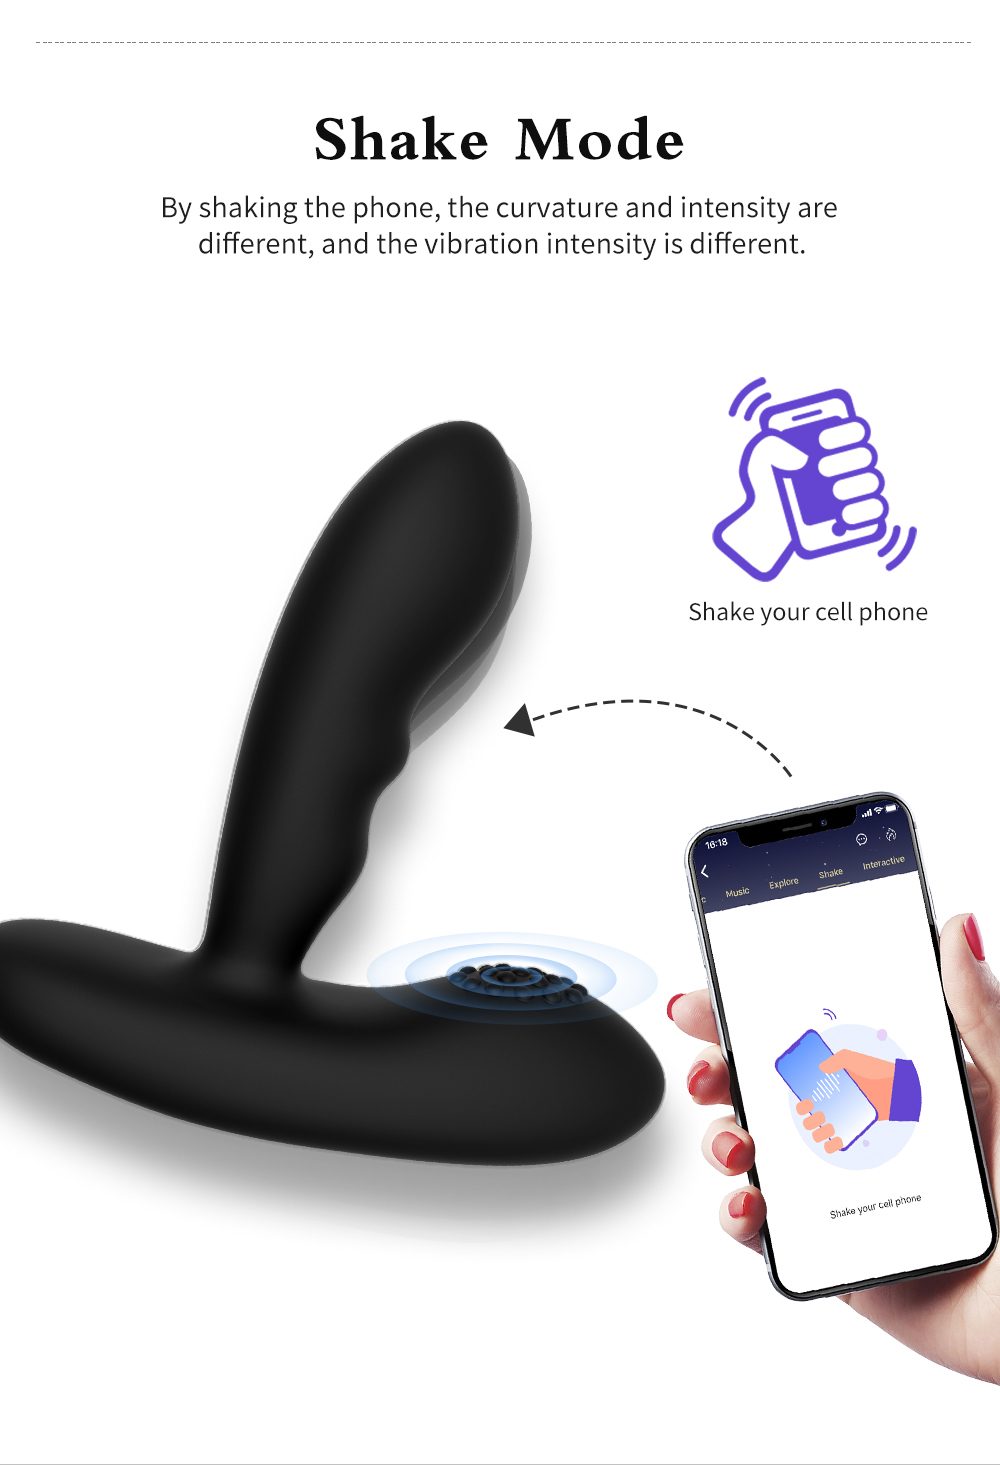 Shake Mode
By shaking the phone, the curvature and intensity are
different, and the vibration intensity is different.
Shake your cell phone
16:18
c Music Explore Shake Interactive
Shake your cell phone